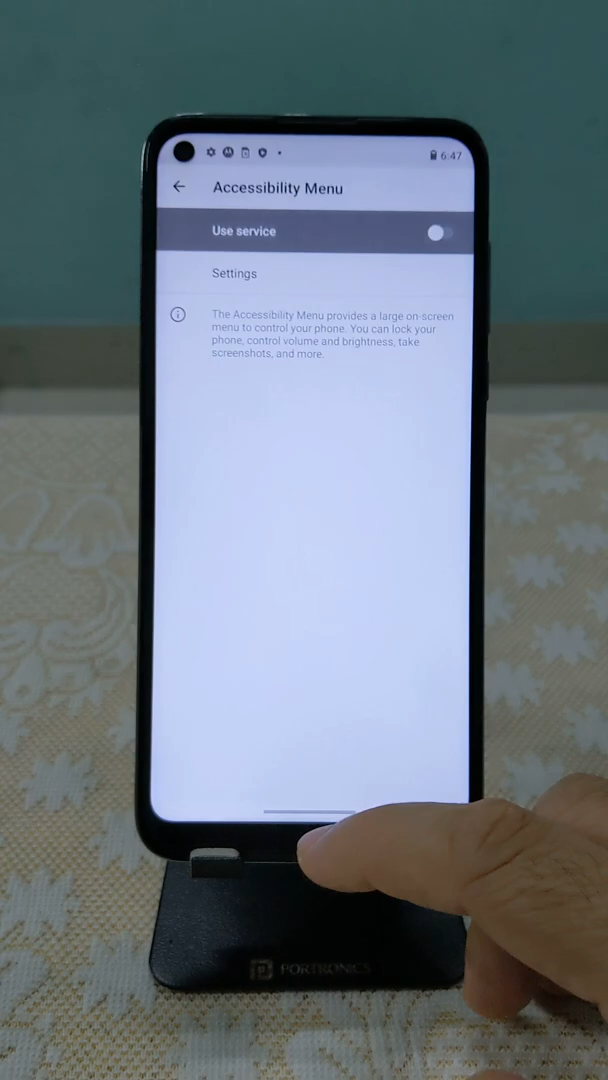 6:47
Accessibility Menu
Use service
Settings
The Accessibility Menu provides a large on-screen
menu to control your phone. You can lock your
phone, control volume and brightness, take
screenshots, and more.
PORTRONICS